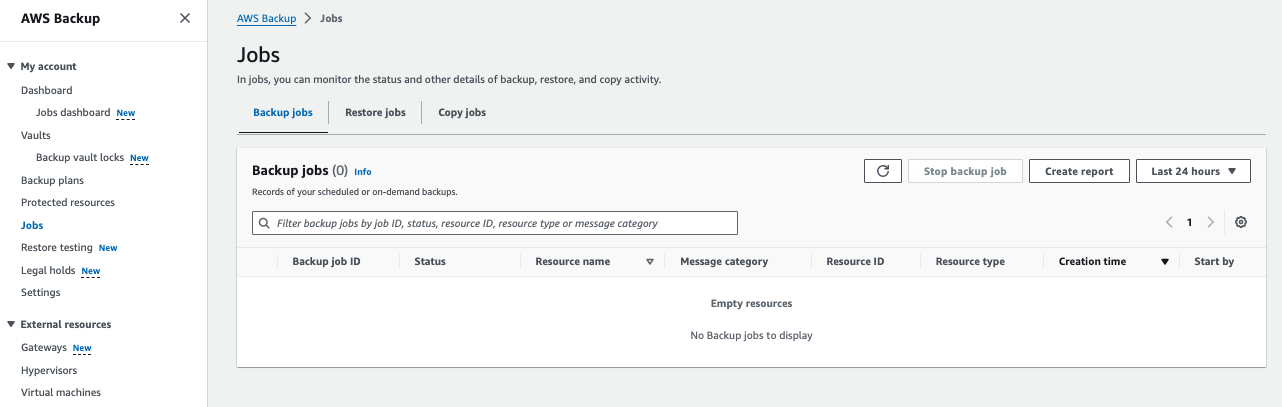 AWS Backup
My account
Dashboard
Jobs dashboard New
Vaults
Backup vault locks New
Backup plans
Protected resources
Jobs
Restore testing New
Legal holds New
Settings
External resources
Gateways New
Hypervisors
Virtual machines
AWS Backup > Jobs
Jobs
In jobs, you can monitor the status and other details of backup, restore, and copy activity.
Backup jobs Restore jobs Copy jobs
Backup jobs (0) Info
Records of your scheduled or on-demand backups.
Stop backup job Create report Last 24 hours
Filter backup jobs by job ID, status, resource ID, resource type or message category
1
Backup job ID Status Resource name Message category Resource ID Resource type Creation time Start by
Empty resources
No Backup jobs to display